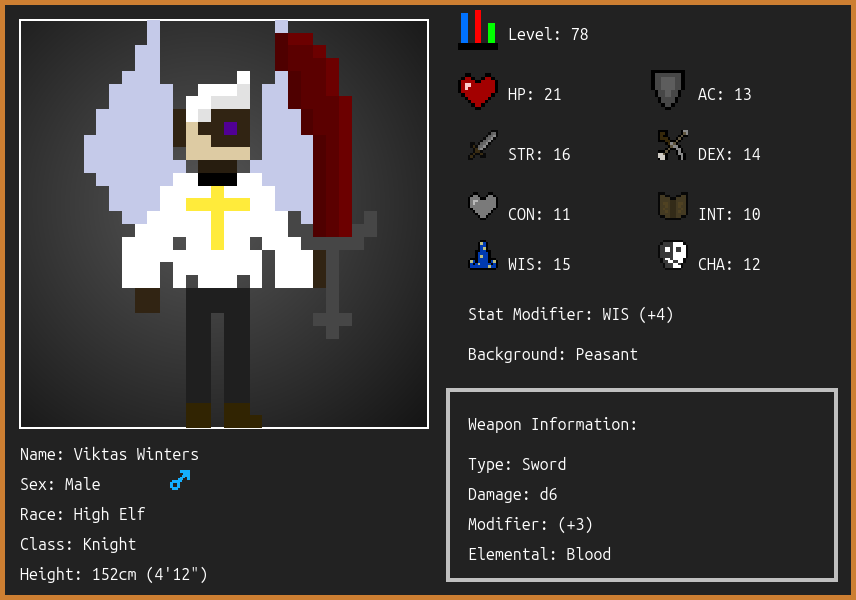 Level: 78
HP: 21
AC: 13
STR: 16
DEX: 14
CON: 11
INT: 10
WIS: 15
CHA: 12
Stat Modifier: WIS (+4)
Background: Peasant
Weapon Information:
Type: Sword
Damage: d6
Modifier: (+3)
Elemental: Blood
Name: Viktas Winters
Sex: Male
Race: High Elf
Class: Knight
Height: 152cm (4'12")